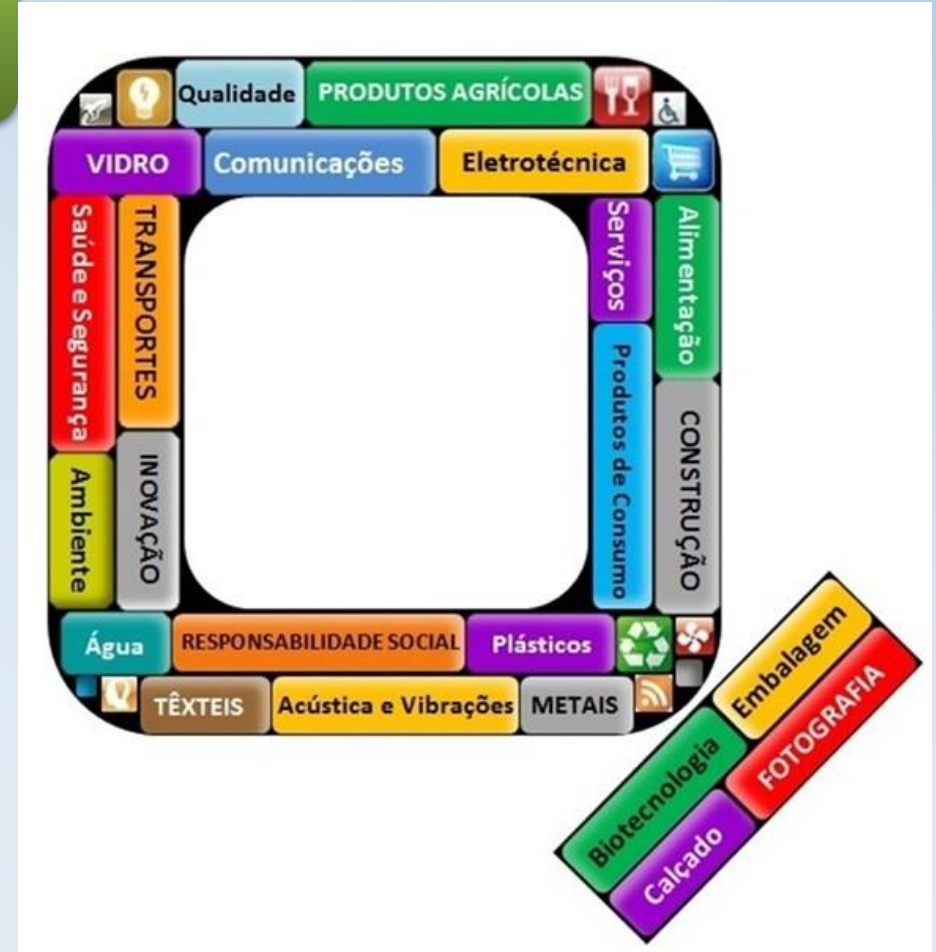 Qualidade
PRODUTOS AGRÍCOLAS
VIDRO
Comunicações
Eletrotécnica
Saúde e Segurança
TRANSPORTES
Serviços
Alimentação
Ambiente
INOVAÇÃO
Produtos de Consumo
CONSTRUÇÃO
Água
RESPONSABILIDADE SOCIAL
Plásticos
TÊXTEIS
Acústica e Vibrações
METAIS
Embalagem
FOTOGRAFIA
Biotecnologia
Calçado